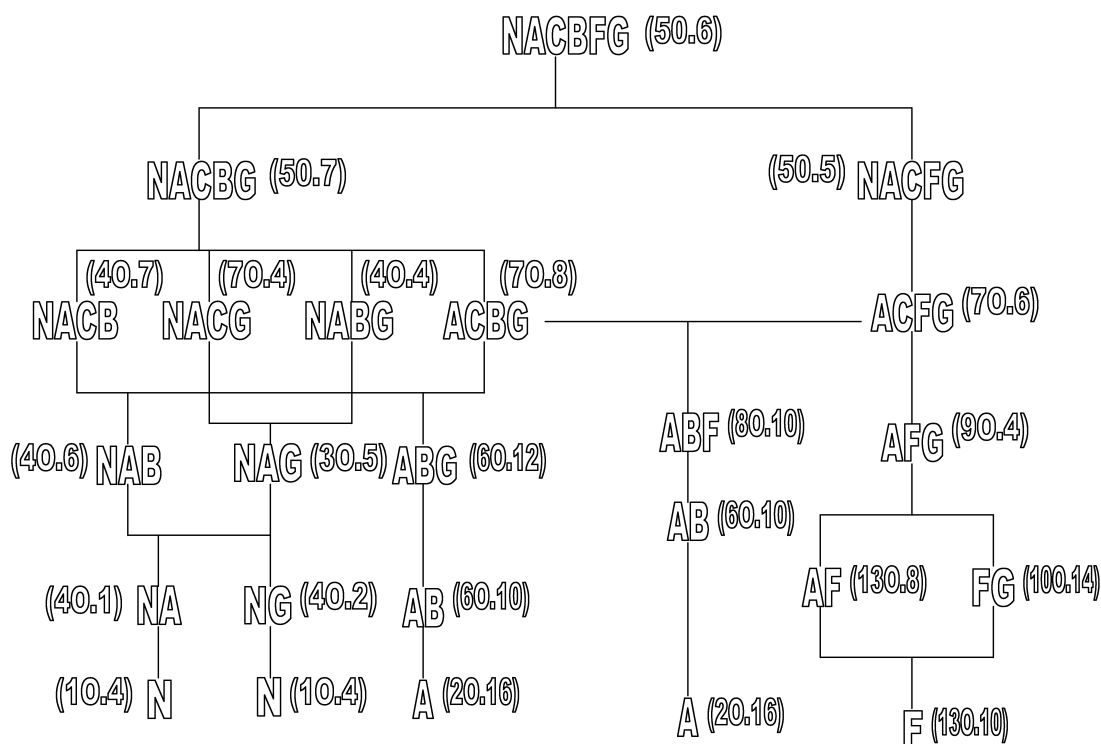 NACBFG (50.6)
NACBG (50.7) (50.5) NACFG
(40.7) (70.4) (40.4) (70.8)
NACB NACG NABG ACBG ACFG (70.6)
ABF (80.10) AFG (90.4)
(40.6) NAB NAG (30.5) ABG (60.12)
AB (60.10)
AF (130.8) FG (100.14)
(40.1) NA NG (40.2) AB (60.10)
(10.4) N N (10.4) A (20.16) A (20.16) F (130.10)